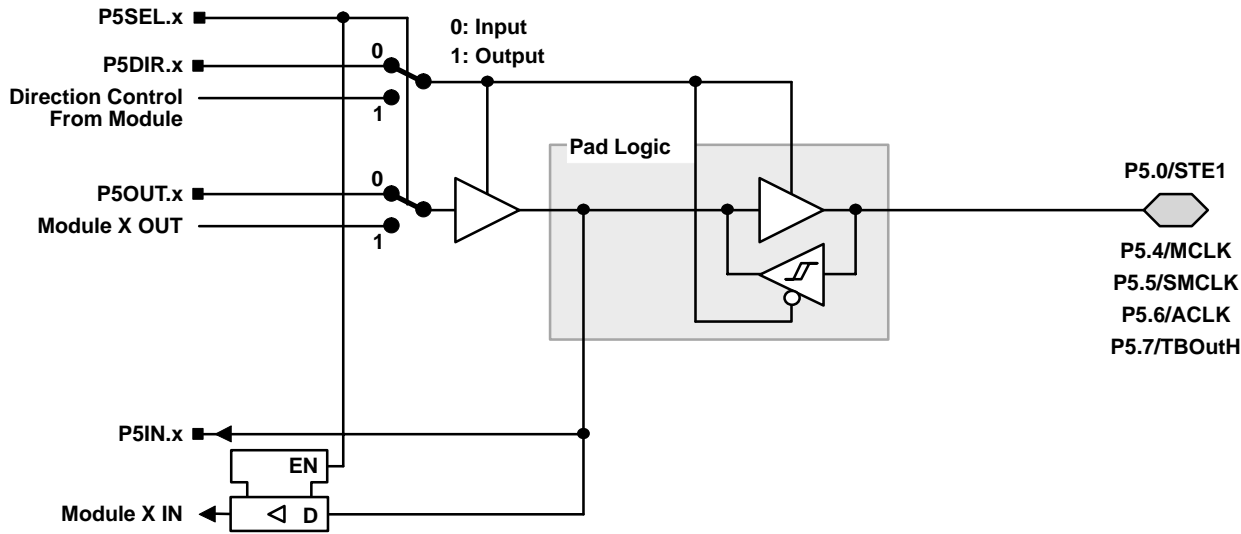 P5SEL.x
0: Input
1: Output
P5DIR.x
0
Direction Control
From Module
1
Pad Logic
P5OUT.x
0
Module X OUT
1
P5.0/STE1
P5.4/MCLK
P5.5/SMCLK
P5.6/ACLK
P5.7/TBOutH
P5IN.x
EN
Module X IN
D